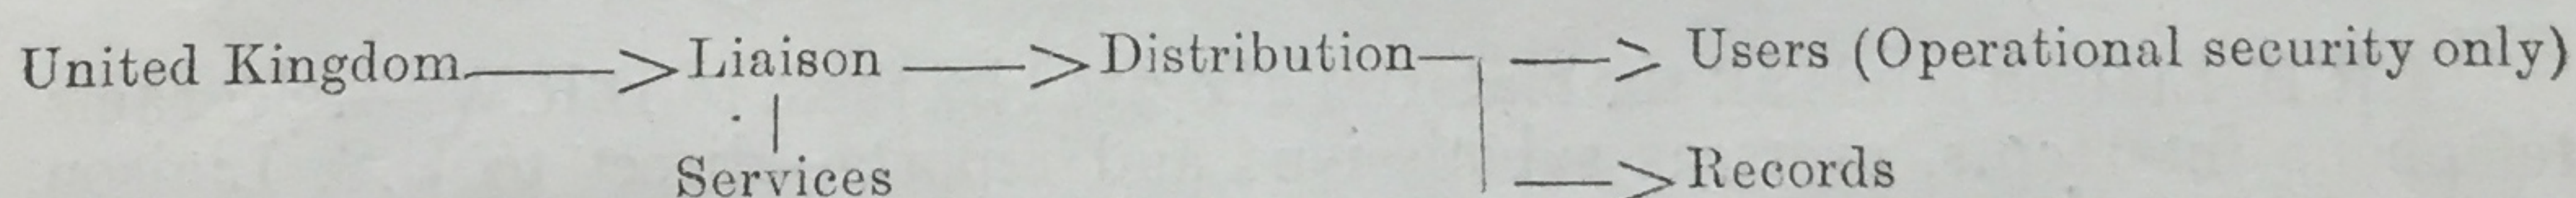 United Kingdom ——> Liaison ——> Distribution— ——> Users (Operational security only)
Services ——> Records